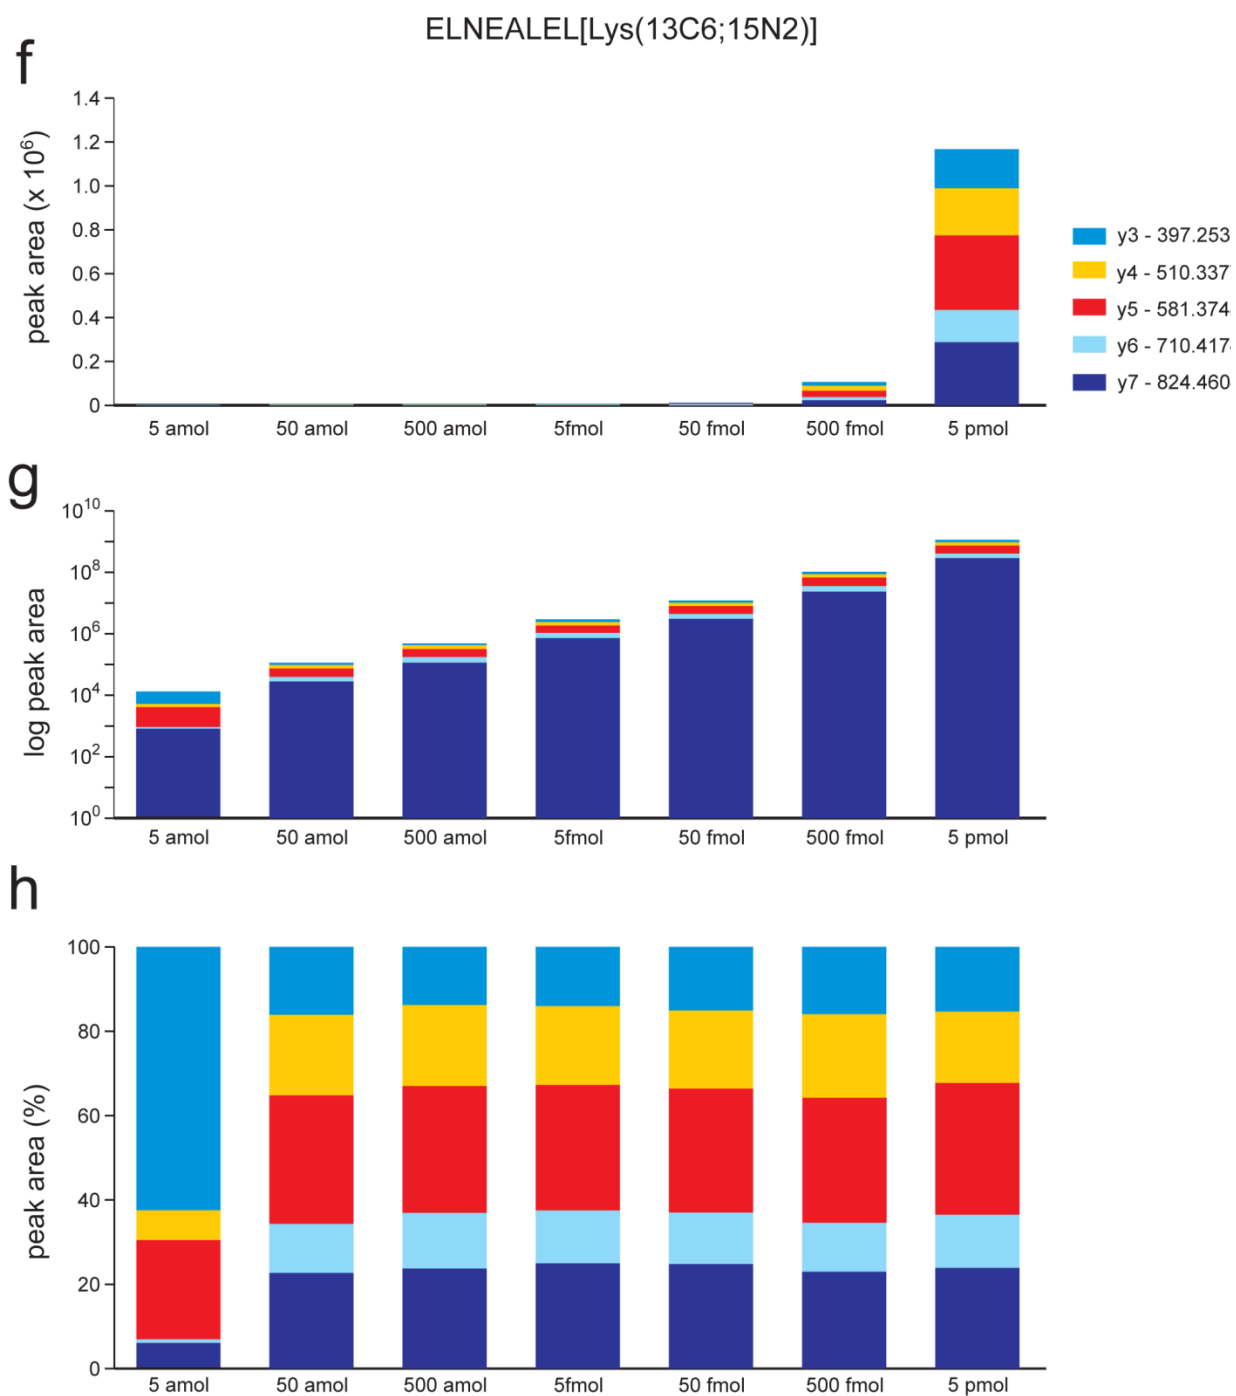 ELNEALEL[Lys(13C6;15N2)]
f
peak area (x 10⁶)
1.4
1.2
1.0
0.8
0.6
0.4
0.2
0
5 amol 50 amol 500 amol 5fmol 50 fmol 500 fmol 5 pmol
y3 - 397.253
y4 - 510.337
y5 - 581.374
y6 - 710.417
y7 - 824.460
g
log peak area
10¹⁰
10⁸
10⁶
10⁴
10²
10⁰
5 amol 50 amol 500 amol 5fmol 50 fmol 500 fmol 5 pmol
h
peak area (%)
100
80
60
40
20
0
5 amol 50 amol 500 amol 5fmol 50 fmol 500 fmol 5 pmol